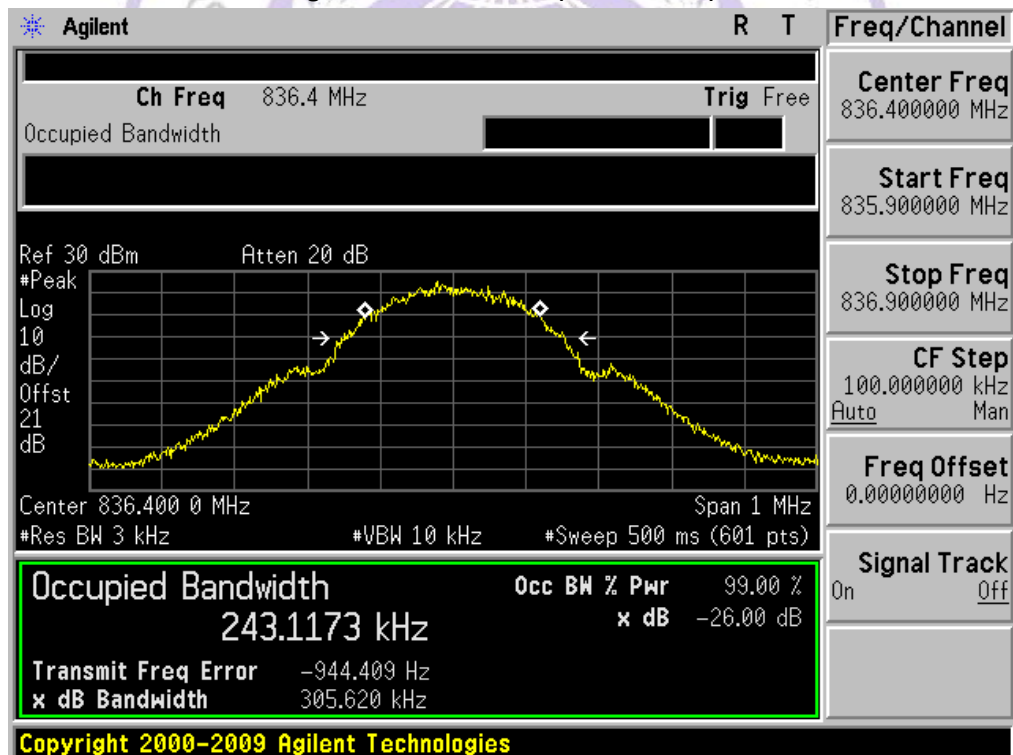 Agilent R T
Freq/Channel
Ch Freq 836.4 MHz Trig Free
Occupied Bandwidth
Center Freq
836.400000 MHz
Start Freq
835.900000 MHz
Stop Freq
836.900000 MHz
CF Step
100.000000 kHz
Auto Man
Freq Offset
0.00000000 Hz
Signal Track
On Off
Ref 30 dBm Atten 20 dB
#Peak
Log
10
dB/
Offst
21
dB
Center 836.400 0 MHz Span 1 MHz
#Res BW 3 kHz #VBW 10 kHz #Sweep 500 ms (601 pts)
Occupied Bandwidth Occ BW % Pwr 99.00 %
243.1173 kHz x dB -26.00 dB
Transmit Freq Error -944.409 Hz
x dB Bandwidth 305.620 kHz
Copyright 2000-2009 Agilent Technologies